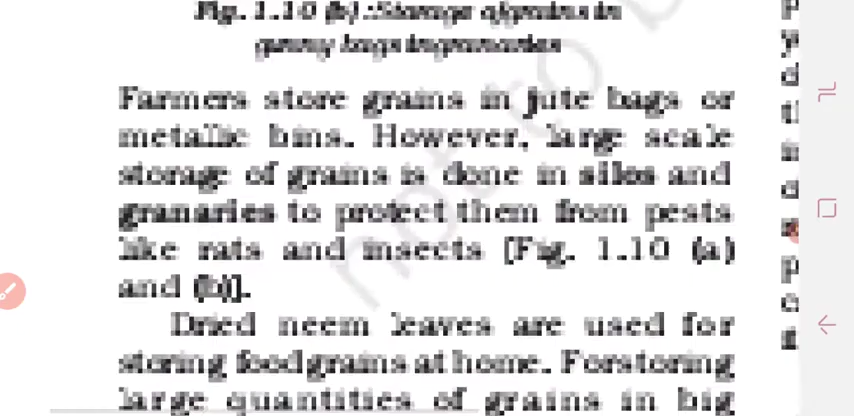 Fig. 1.10 (b) : Storage of grains in
gunny bags in granaries
Farmers store grains in jute bags or
metallic bins. However, large scale
storage of grains is done in silos and
granaries to protect them from pests
like rats and insects [Fig. 1.10 (a)
and (b)].
Dried neem leaves are used for
storing food grains at home. For storing
large quantities of grains in big
not to b